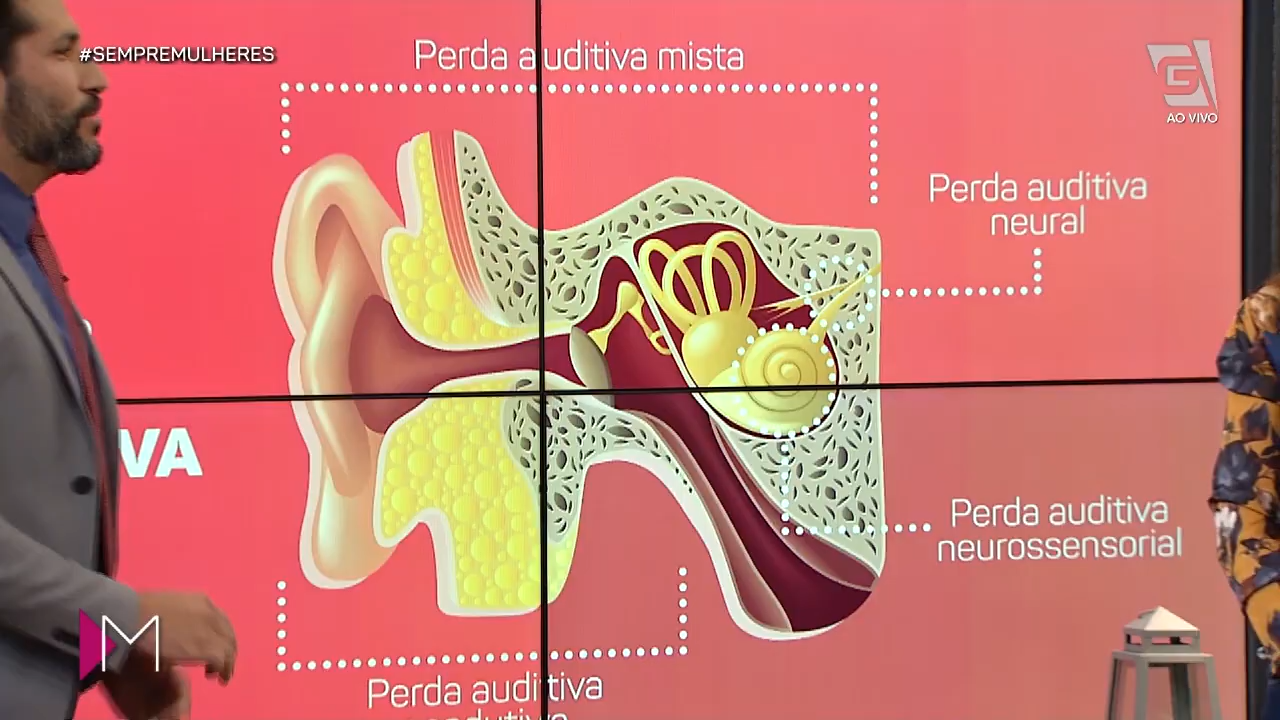 #SEMPREMULHERES
Perda auditiva mista
G
AO VIVO
Perda auditiva
neural
VA
Perda auditiva
neurossensorial
M
Perda auditiva